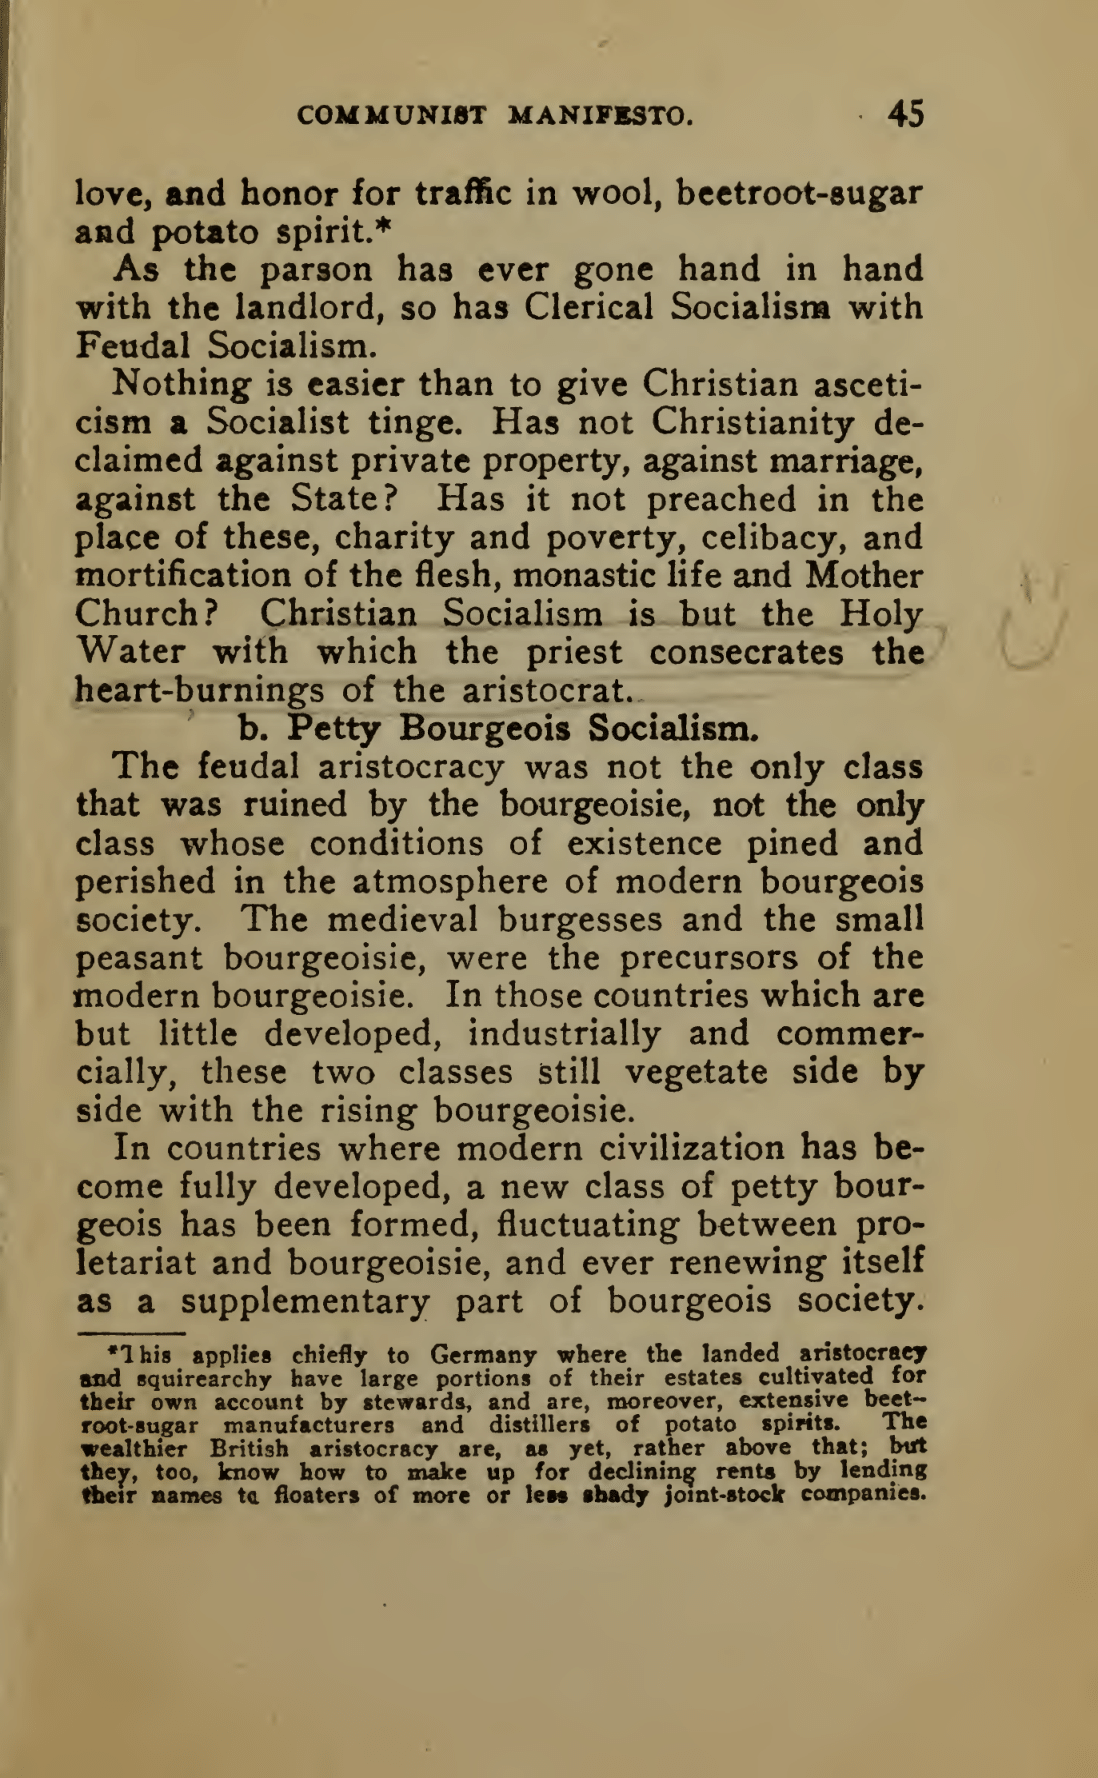 COMMUNIST MANIFESTO. 45
love, and honor for traffic in wool, beetroot-sugar
and potato spirit.*
As the parson has ever gone hand in hand
with the landlord, so has Clerical Socialism with
Feudal Socialism.
Nothing is easier than to give Christian asceti-
cism a Socialist tinge. Has not Christianity de-
claimed against private property, against marriage,
against the State? Has it not preached in the
place of these, charity and poverty, celibacy, and
mortification of the flesh, monastic life and Mother
Church? Christian Socialism is but the Holy
Water with which the priest consecrates the
heart-burnings of the aristocrat.
b. Petty Bourgeois Socialism.
The feudal aristocracy was not the only class
that was ruined by the bourgeoisie, not the only
class whose conditions of existence pined and
perished in the atmosphere of modern bourgeois
society. The medieval burgesses and the small
peasant bourgeoisie, were the precursors of the
modern bourgeoisie. In those countries which are
but little developed, industrially and commer-
cially, these two classes still vegetate side by
side with the rising bourgeoisie.
In countries where modern civilization has be-
come fully developed, a new class of petty bour-
geois has been formed, fluctuating between pro-
letariat and bourgeoisie, and ever renewing itself
as a supplementary part of bourgeois society.
*This applies chiefly to Germany where the landed aristocracy
and squirearchy have large portions of their estates cultivated for
their own account by stewards, and are, moreover, extensive beet-
root-sugar manufacturers and distillers of potato spirits. The
wealthier British aristocracy are, as yet, rather above that; but
they, too, know how to make up for declining rents by lending
their names to floaters of more or less shady joint-stock companies.